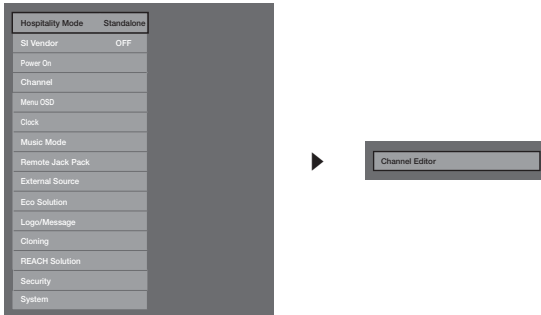 Hospitality Mode Standalone
SI Vendor OFF
Power On
Channel
Menu OSD
Clock
Music Mode
Remote Jack Pack
External Source
Eco Solution
Logo/Message
Cloning
REACH Solution
Security
System
Channel Editor